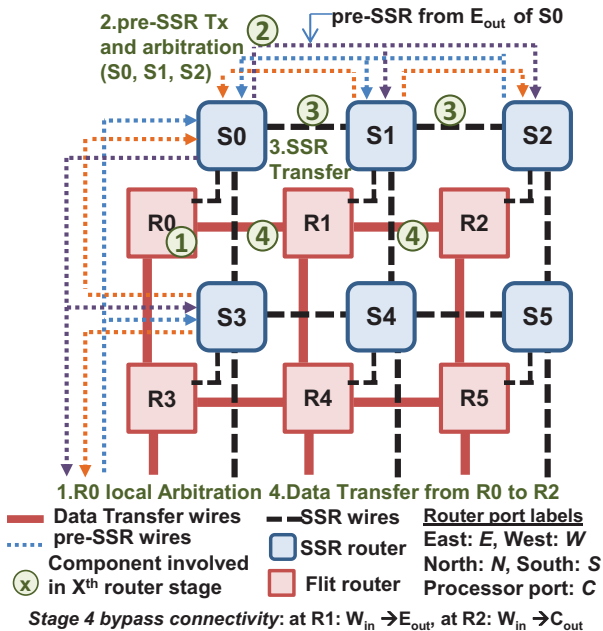 2.pre-SSR Tx
and arbitration
(S0, S1, S2)
2
pre-SSR from Eout of S0
S0
3
S1
3
S2
3.SSR
Transfer
R0
1
4
R1
4
R2
S3
S4
S5
R3
R4
R5
1.R0 local Arbitration
4.Data Transfer from R0 to R2
Data Transfer wires
SSR wires
Router port labels
pre-SSR wires
SSR router
East: E, West: W
x
Component involved
in Xth router stage
Flit router
North: N, South: S
Processor port: C
Stage 4 bypass connectivity: at R1: Win →Eout, at R2: Win →Cout